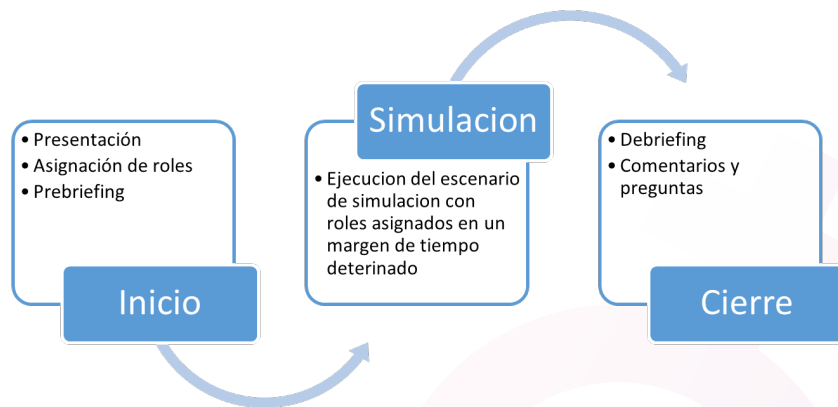 • Presentación
• Asignación de roles
• Prebriefing
Inicio
Simulacion
• Ejecucion del escenario
de simulacion con
roles asignados en un
margen de tiempo
deterinado
• Debriefing
• Comentarios y
preguntas
Cierre